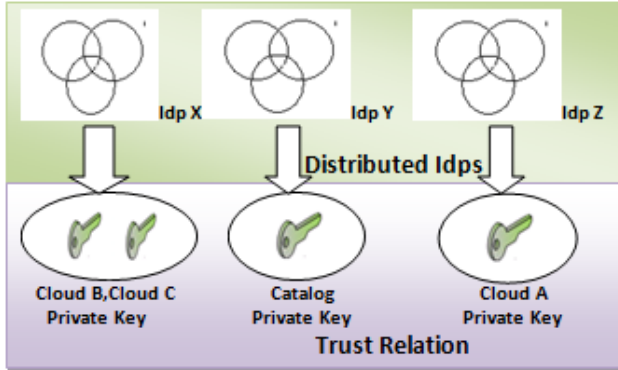 Idp X
Idp Y
Idp Z
Distributed Idps
Cloud B,Cloud C
Private Key
Catalog
Private Key
Cloud A
Private Key
Trust Relation